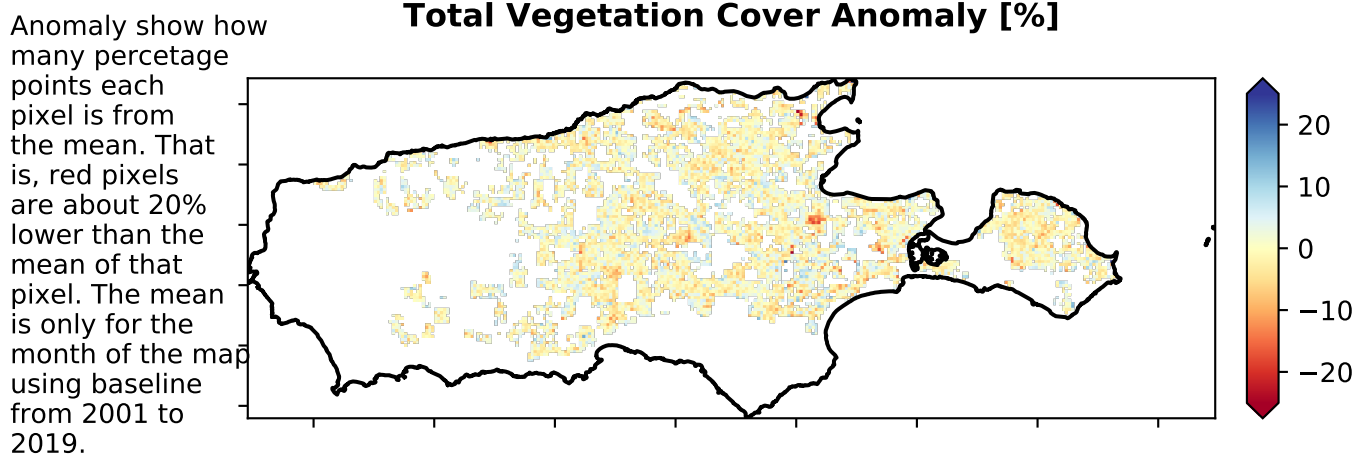 Total Vegetation Cover Anomaly [%]
Anomaly show how
many percetage
points each
pixel is from
the mean. That
is, red pixels
are about 20%
lower than the
mean of that
pixel. The mean
is only for the
month of the map
using baseline
from 2001 to
2019.
20
10
0
−10
−20